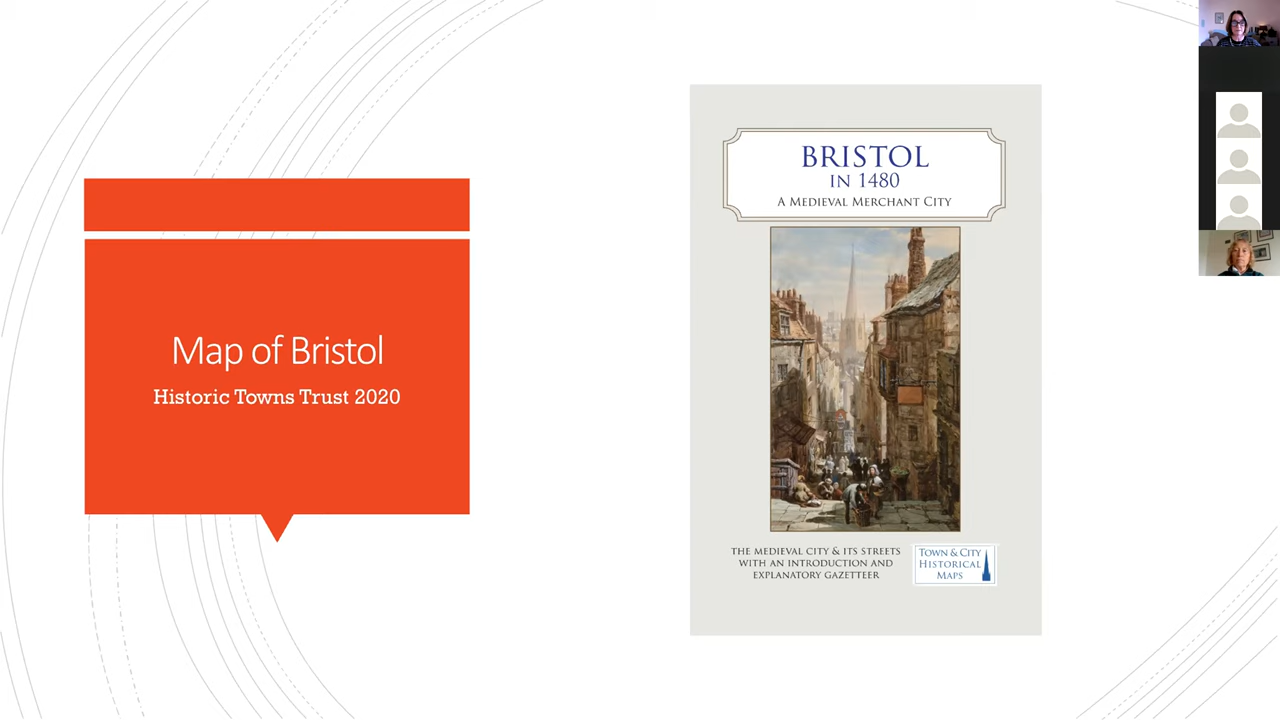 Map of Bristol
Historic Towns Trust 2020
BRISTOL
IN 1480
A MEDIEVAL MERCHANT CITY
THE MEDIEVAL CITY & ITS STREETS
WITH AN INTRODUCTION AND
EXPLANATORY GAZETTEER
TOWN & CITY
HISTORICAL
MAPS